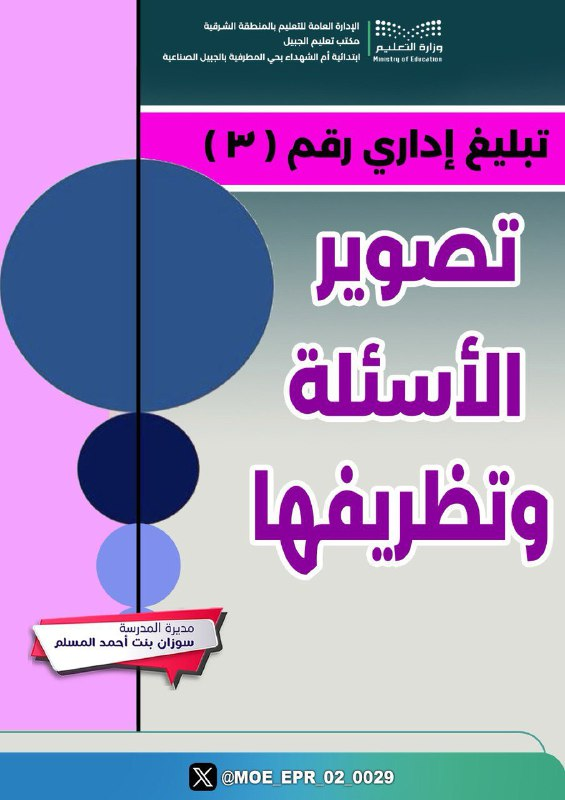 الإدارة العامة للتعليم بالمنطقة الشرقية
مكتب تعليم الجبيل
ابتدائية أم الشهداء بحي المطرفية بالجبيل الصناعية
وزارة التعليم
Ministry of Education
تبليغ إداري رقم ( ٣ )
تصوير
الأسئلة
وتظريفها
مديرة المدرسة
سوزان بنت أحمد المسلم
@MOE_EPR_02_0029